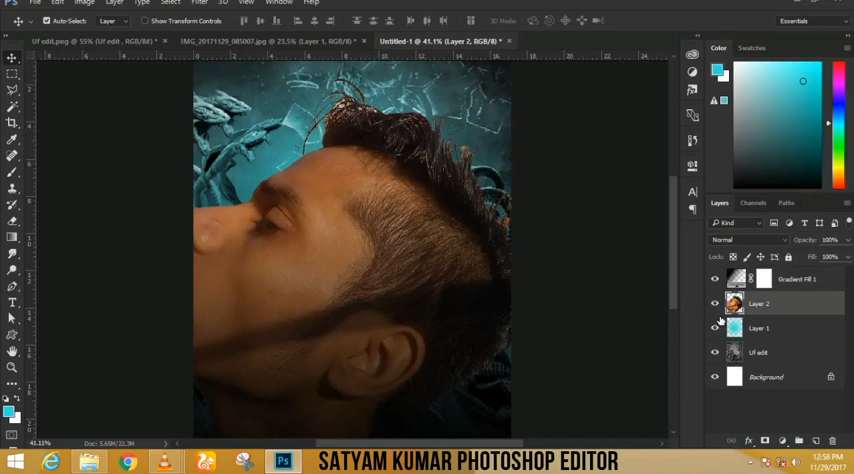 PS File Edit Image Layer Type Select Filter 3D View Window Help
Auto-Select: Layer Show Transform Controls 3D Mode: Essentials
Uf edit.png @ 55% (Uf edit , RGB/8#) * × IMG_20171129_085007.jpg @ 23.5% (Layer 1, RGB/8) * × Untitled-1 @ 41.1% (Layer 2, RGB/8) * ×
Color Swatches
Layers Channels Paths
Kind
Normal Opacity: 100%
Lock: Fill: 100%
Gradient Fill 1
Layer 2
Layer 1
Uf edit
Background
41.11% Doc: 5.65M/22.3M
fx
Ps SATYAM KUMAR PHOTOSHOP EDITOR
12:58 PM
11/29/2017